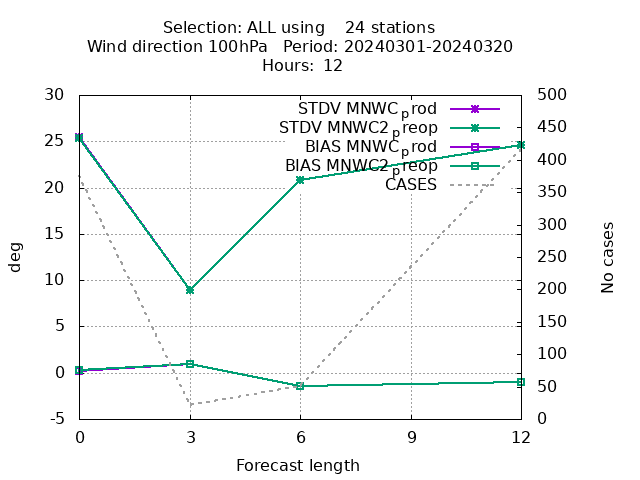 Selection: ALL using    24 stations
Wind direction 100hPa   Period: 20240301-20240320
Hours:  12
STDV MNWC_prod
STDV MNWC2_preop
BIAS MNWC_prod
BIAS MNWC2_preop
CASES
30
25
20
15
10
5
0
-5
deg
500
450
400
350
300
250
200
150
100
50
0
No cases
0 3 6 9 12
Forecast length